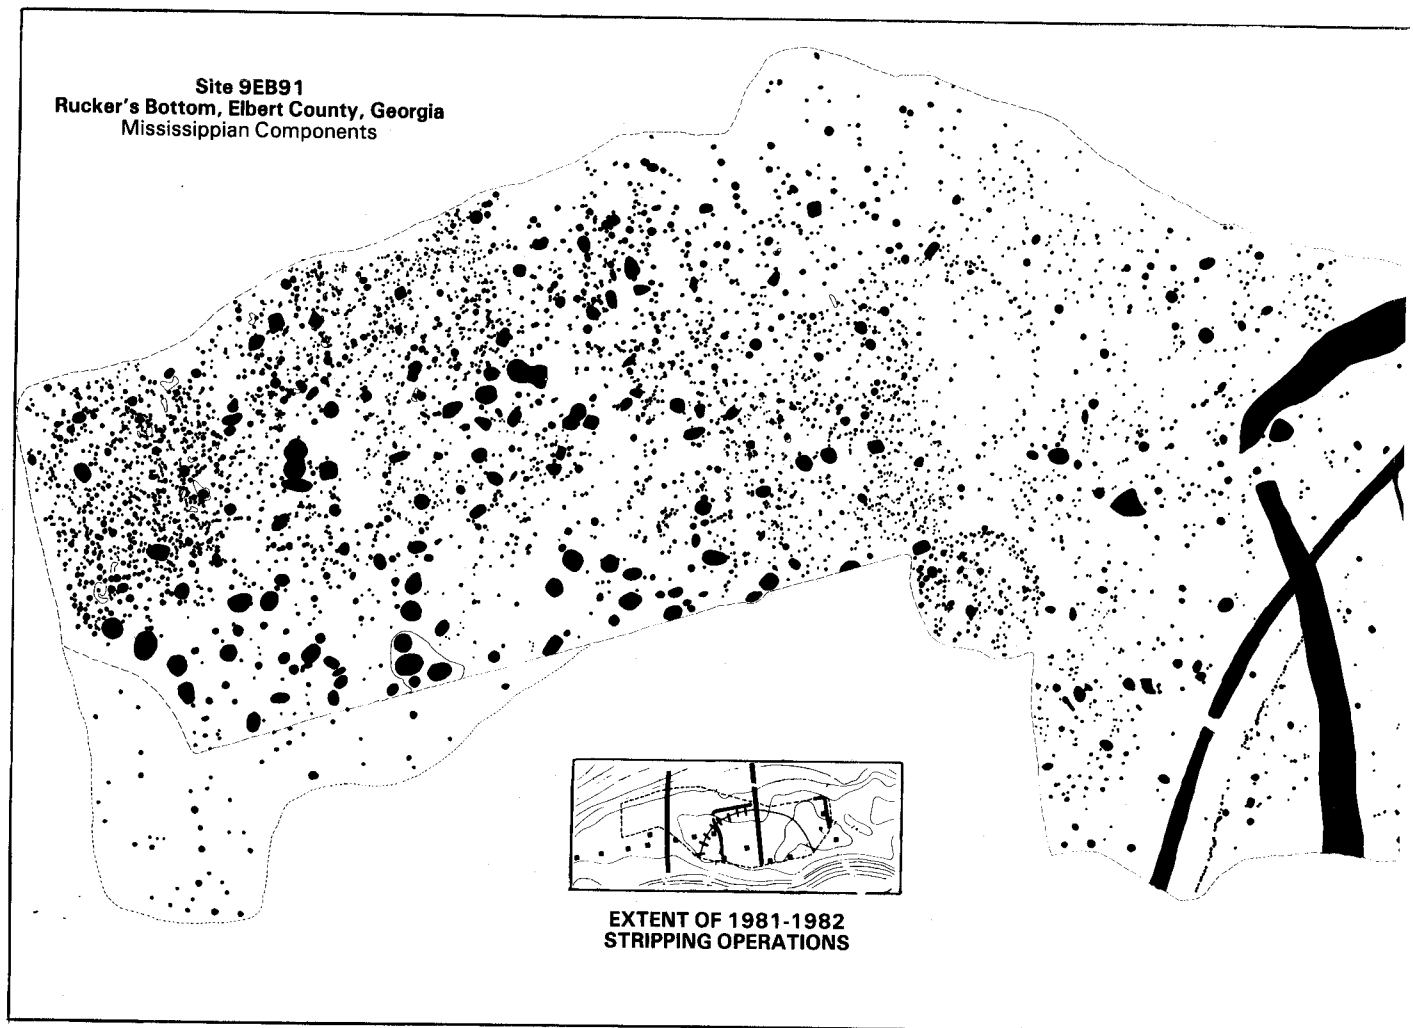 Site 9EB91
Rucker's Bottom, Elbert County, Georgia
Mississippian Components
EXTENT OF 1981-1982
STRIPPING OPERATIONS